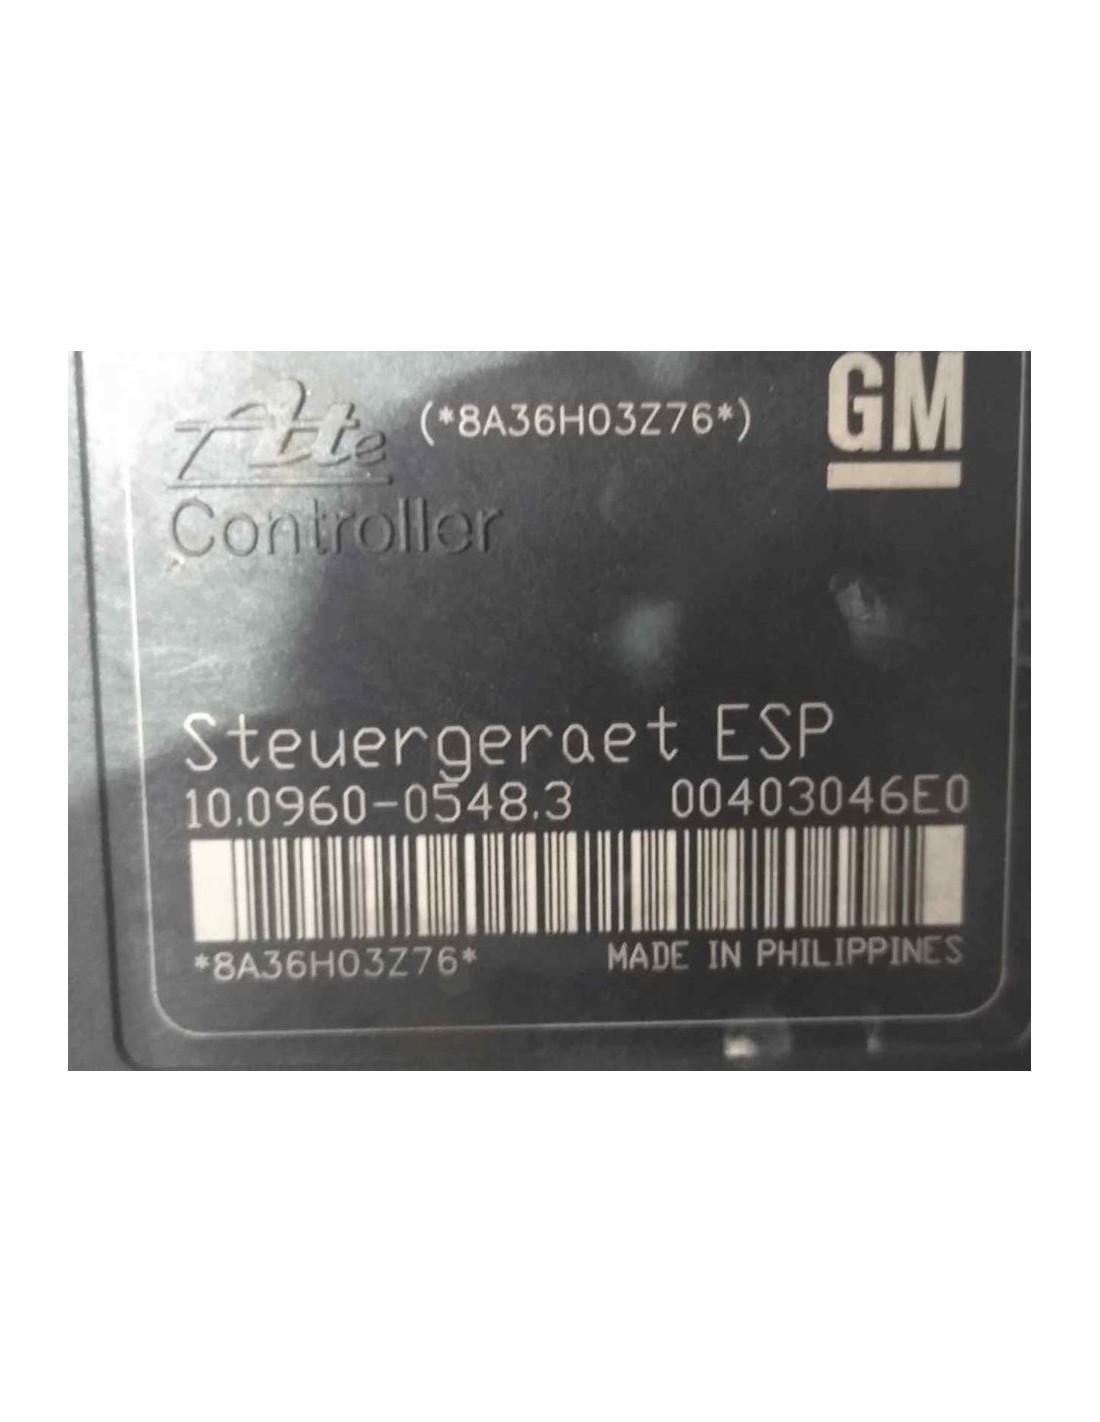 Ate (*8A36H03Z76*) GM
Controller
Steuergeraet ESP
10.0960-0548.3 00403046E0
*8A36H03Z76* MADE IN PHILIPPINES